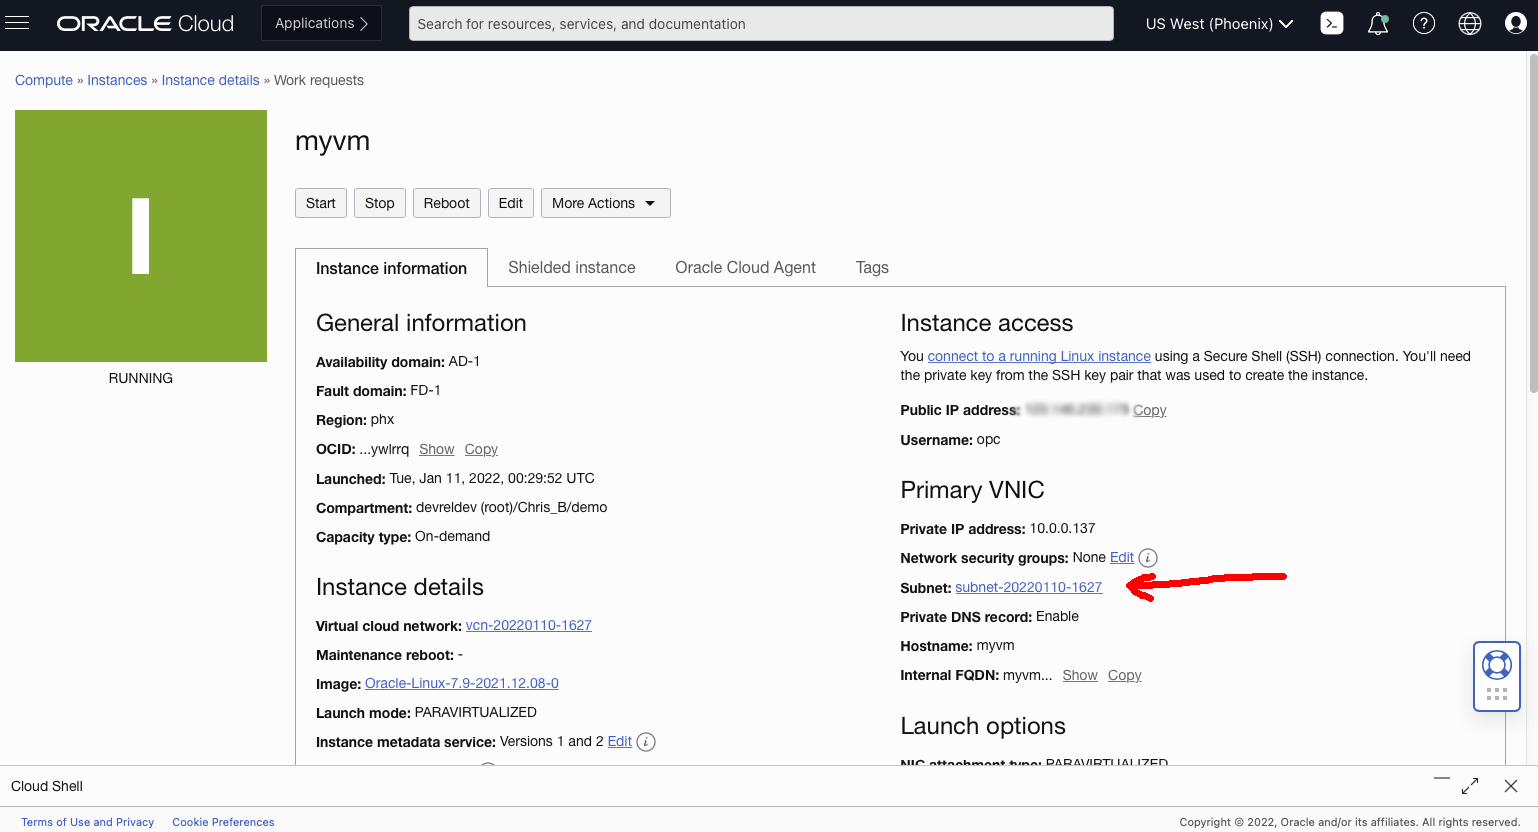 ORACLE Cloud
Applications
Search for resources, services, and documentation
US West (Phoenix)
Compute » Instances » Instance details » Work requests
I
RUNNING
myvm
Start Stop Reboot Edit More Actions
Instance information Shielded instance Oracle Cloud Agent Tags
General information
Availability domain: AD-1
Fault domain: FD-1
Region: phx
OCID: ...ywlrrq Show Copy
Launched: Tue, Jan 11, 2022, 00:29:52 UTC
Compartment: devreldev (root)/Chris_B/demo
Capacity type: On-demand
Instance details
Virtual cloud network: vcn-20220110-1627
Maintenance reboot: -
Image: Oracle-Linux-7.9-2021.12.08-0
Launch mode: PARAVIRTUALIZED
Instance metadata service: Versions 1 and 2 Edit
Instance access
You connect to a running Linux instance using a Secure Shell (SSH) connection. You'll need
the private key from the SSH key pair that was used to create the instance.
Public IP address: Copy
Username: opc
Primary VNIC
Private IP address: 10.0.0.137
Network security groups: None Edit
Subnet: subnet-20220110-1627
Private DNS record: Enable
Hostname: myvm
Internal FQDN: myvm... Show Copy
Launch options
NIC attachment type: PARAVIRTUALIZED
Cloud Shell
Terms of Use and Privacy Cookie Preferences
Copyright © 2022, Oracle and/or its affiliates. All rights reserved.